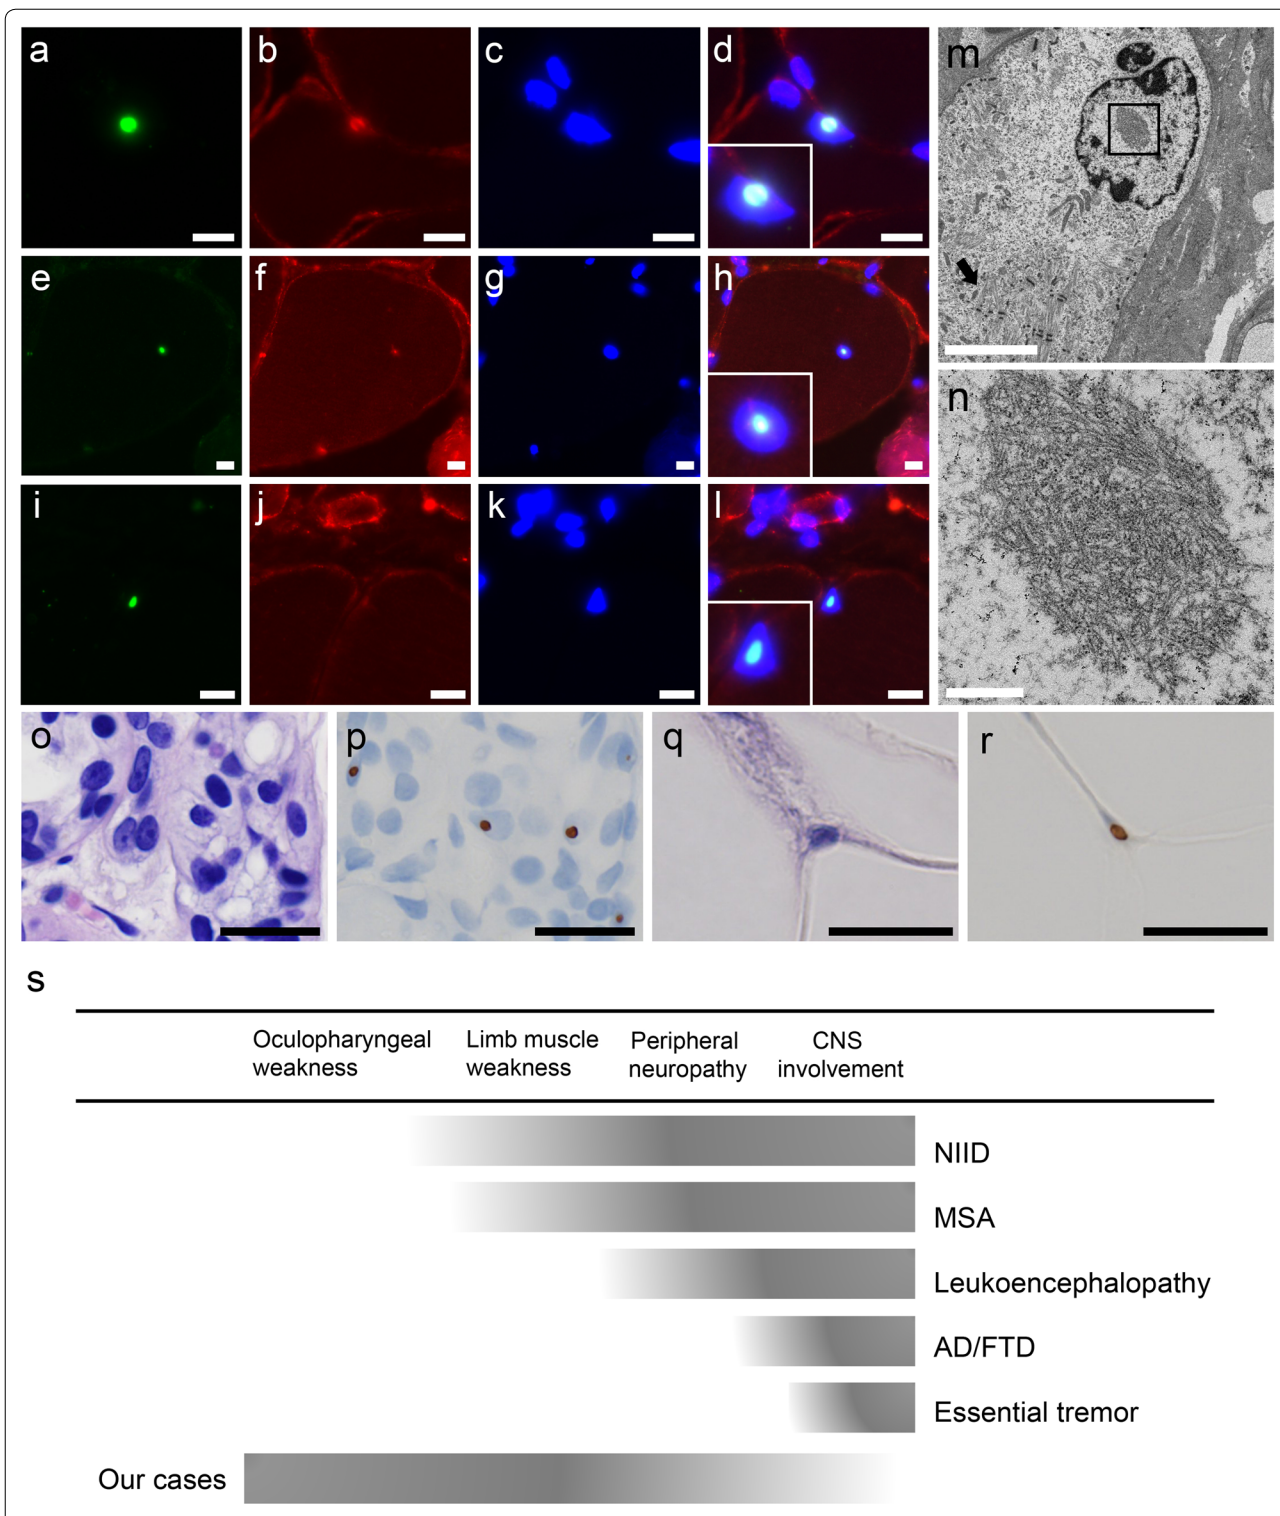 a b c d m
e f g h
n
i j k l
o p q r
s
Oculopharyngeal weakness
Limb muscle weakness
Peripheral neuropathy
CNS involvement
NIID
MSA
Leukoencephalopathy
AD/FTD
Essential tremor
Our cases